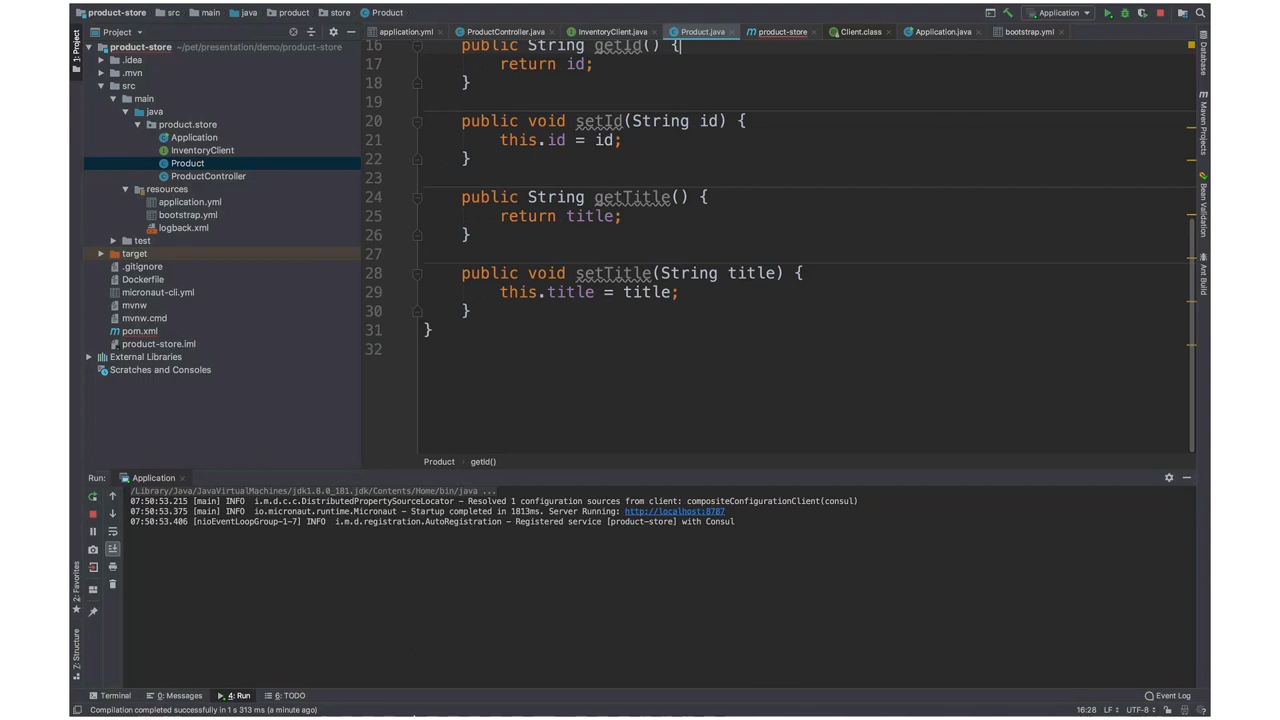 product-store src main java product store Product Application
Project application.yml ProductController.java InventoryClient.java Product.java product-store Client.class Application.java bootstrap.yml
1: Project
product-store ~/pet/presentation/demo/product-store
.idea
.mvn
src
main
java
product.store
Application
InventoryClient
Product
ProductController
resources
application.yml
bootstrap.yml
logback.xml
test
target
.gitignore
Dockerfile
micronaut-cli.yml
mvnw
mvnw.cmd
pom.xml
product-store.iml
External Libraries
Scratches and Consoles
16 public String getId() {
17 return id;
18 }
19
20 public void setId(String id) {
21 this.id = id;
22 }
23
24 public String getTitle() {
25 return title;
26 }
27
28 public void setTitle(String title) {
29 this.title = title;
30 }
31 }
32
Product getId()
Database
Maven Projects
Bean Validation
Ant Build
Run: Application
/Library/Java/JavaVirtualMachines/jdk1.8.0_181.jdk/Contents/Home/bin/java ...
07:50:53.215 [main] INFO i.m.d.c.c.DistributedPropertySourceLocator – Resolved 1 configuration sources from client: compositeConfigurationClient(consul)
07:50:53.375 [main] INFO io.micronaut.runtime.Micronaut – Startup completed in 1813ms. Server Running: http://localhost:8787
07:50:53.406 [nioEventLoopGroup-1-7] INFO i.m.d.registration.AutoRegistration – Registered service [product-store] with Consul
2: Favorites
Z: Structure
Terminal 0: Messages 4: Run 6: TODO Event Log
Compilation completed successfully in 1 s 313 ms (a minute ago) 16:28 LF UTF-8